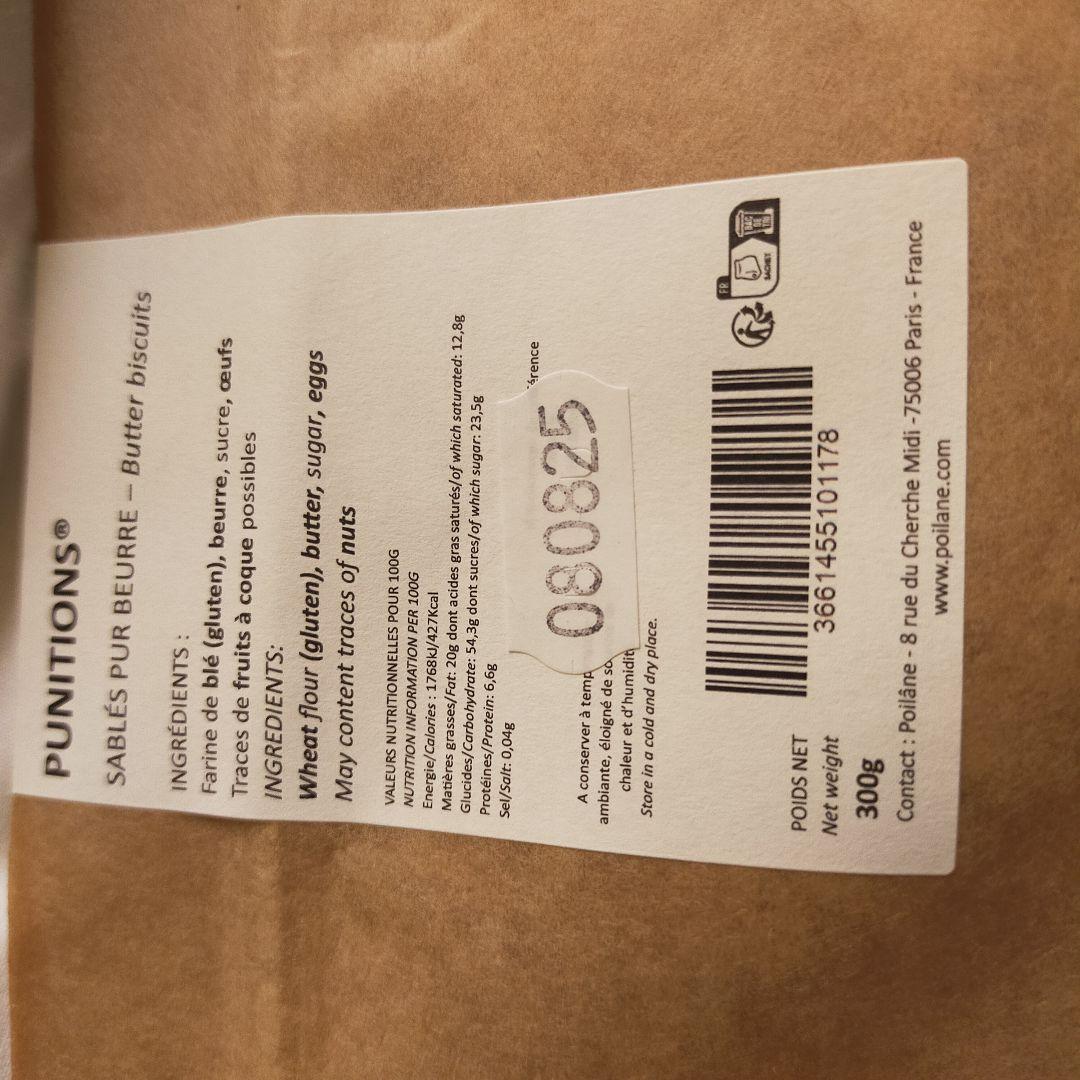 PUNITIONS®
SABLÉS PUR BEURRE – Butter biscuits
INGRÉDIENTS :
Farine de blé (gluten), beurre, sucre, œufs
Traces de fruits à coque possibles
INGREDIENTS:
Wheat flour (gluten), butter, sugar, eggs
May content traces of nuts
VALEURS NUTRITIONNELLES POUR 100G
NUTRITION INFORMATION PER 100G
Energie/Calories : 1768kJ/427Kcal
Matières grasses/Fat: 20g dont acides gras saturés/of which saturated: 12,8g
Glucides/Carbohydrate: 54,3g dont sucres/of which sugar: 23,5g
Protéines/Protein: 6,6g
Sel/Salt: 0,04g
080825
A conserver à
ambiante, éloigné de
chaleur et
Store in a cold and dry place.
3661455101178
FR
SACHET
BAC DE TRI
POIDS NET
Net weight
300g
Contact : Poilâne - 8 rue du Cherche Midi -75006 Paris - France
www.poilane.com